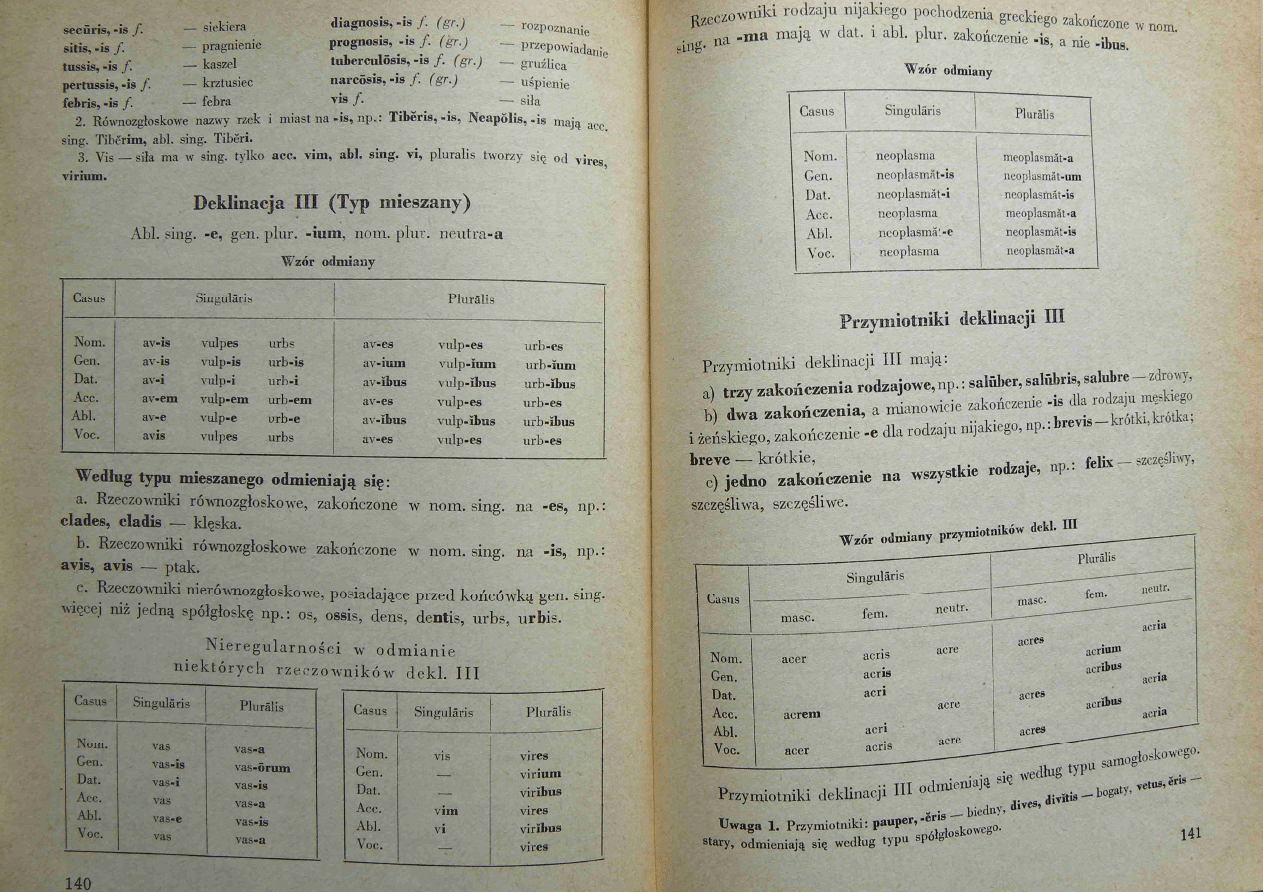 secūris, -is f. — siekiera diagnosis, -is f. (gr.) — rozpoznanie
sitis, -is f. — pragnienie prognosis, -is f. (gr.) — przepowiadanie
tussis, -is f. — kaszel tuberculōsis, -is f. (gr.) — gruźlica
pertussis, -is f. — krztusiec narcōsis, -is f. (gr.) — uśpienie
febris, -is f. — febra vis f. — siła
2. Równozgłoskowe nazwy rzek i miast na -is, np.: Tibĕris, -is, Neapŏlis, -is mają acc.
sing. Tibĕrim, abl. sing. Tibĕri.
3. Vis — siła ma w sing. tylko acc. vim, abl. sing. vi, pluralis tworzy się od vires,
virium.
Deklinacja III (Typ mieszany)
Abl. sing. -e, gen. plur. -ium, nom. plur. neutra-a
Wzór odmiany
Casus Singulāris Plurālis
Nom. av-is vulpes urbs av-es vulp-es urb-es
Gen. av-is vulp-is urb-is av-ium vulp-ĭum urb-ĭum
Dat. av-i vulp-i urb-i av-ĭbus vulp-ĭbus urb-ĭbus
Acc. av-em vulp-em urb-em av-es vulp-es urb-es
Abl. av-e vulp-e urb-e av-ĭbus vulp-ĭbus urb-ĭbus
Voc. avis vulpes urbs av-es vulp-es urb-es
Według typu mieszanego odmieniają się:
a. Rzeczowniki równozgłoskowe, zakończone w nom. sing. na -es, np.:
clades, cladis — klęska.
b. Rzeczowniki równozgłoskowe zakończone w nom. sing. na -is, np.:
avis, avis — ptak.
c. Rzeczowniki nierównozgłoskowe, posiadające przed końcówką gen. sing.
więcej niż jedną spółgłoskę np.: os, ossis, dens, dentis, urbs, urbis.
Nieregularności w odmianie
niektórych rzeczowników dekl. III
Casus Singulāris Plurālis
Nom. vas vas-a
Gen. vas-is vas-ōrum
Dat. vas-i vas-is
Acc. vas vas-a
Abl. vas-e vas-is
Voc. vas vas-a
Casus Singulāris Plurālis
Nom. vis vires
Gen. — virium
Dat. — virĭbus
Acc. vim vires
Abl. vi virĭbus
Voc. — vires
140
Rzeczowniki rodzaju nijakiego pochodzenia greckiego zakończone w nom.
sing. na -ma mają w dat. i abl. plur. zakończenie -is, a nie -ibus.
Wzór odmiany
Casus Singulāris Plurālis
Nom. neoplasma meoplasmăt-a
Gen. neoplasmăt-is neoplasmăt-um
Dat. neoplasmăt-i neoplasmăt-is
Acc. neoplasma meoplasmăt-a
Abl. neoplasmăt-e neoplasmăt-is
Voc. neoplasma neoplasmăt-a
Przymiotniki deklinacji III
Przymiotniki deklinacji III mają:
a) trzy zakończenia rodzajowe, np.: salūber, salūbris, salubre — zdrowy,
b) dwa zakończenia, a mianowicie zakończenie -is dla rodzaju męskiego
i żeńskiego, zakończenie -e dla rodzaju nijakiego, np.: brevis — krótki, krótka;
breve — krótkie,
c) jedno zakończenie na wszystkie rodzaje, np.: felix — szczęśliwy,
szczęśliwa, szczęśliwe.
Wzór odmiany przymiotników dekl. III
Casus Singulāris Plurālis
masc. fem. neutr. masc. fem. neutr.
Nom. acer acris acre acres acria
Gen. acris acrium
Dat. acri acrĭbus
Acc. acrem acre acres acria
Abl. acri acrĭbus
Voc. acer acris acre acres acria
Przymiotniki deklinacji III odmieniają się według typu samogłoskowego.
Uwaga 1. Przymiotniki: pauper, -ĕris — biedny, dives, divĭtis — bogaty, vetus, ĕris —
stary, odmieniają się według typu spółgłoskowego.
141